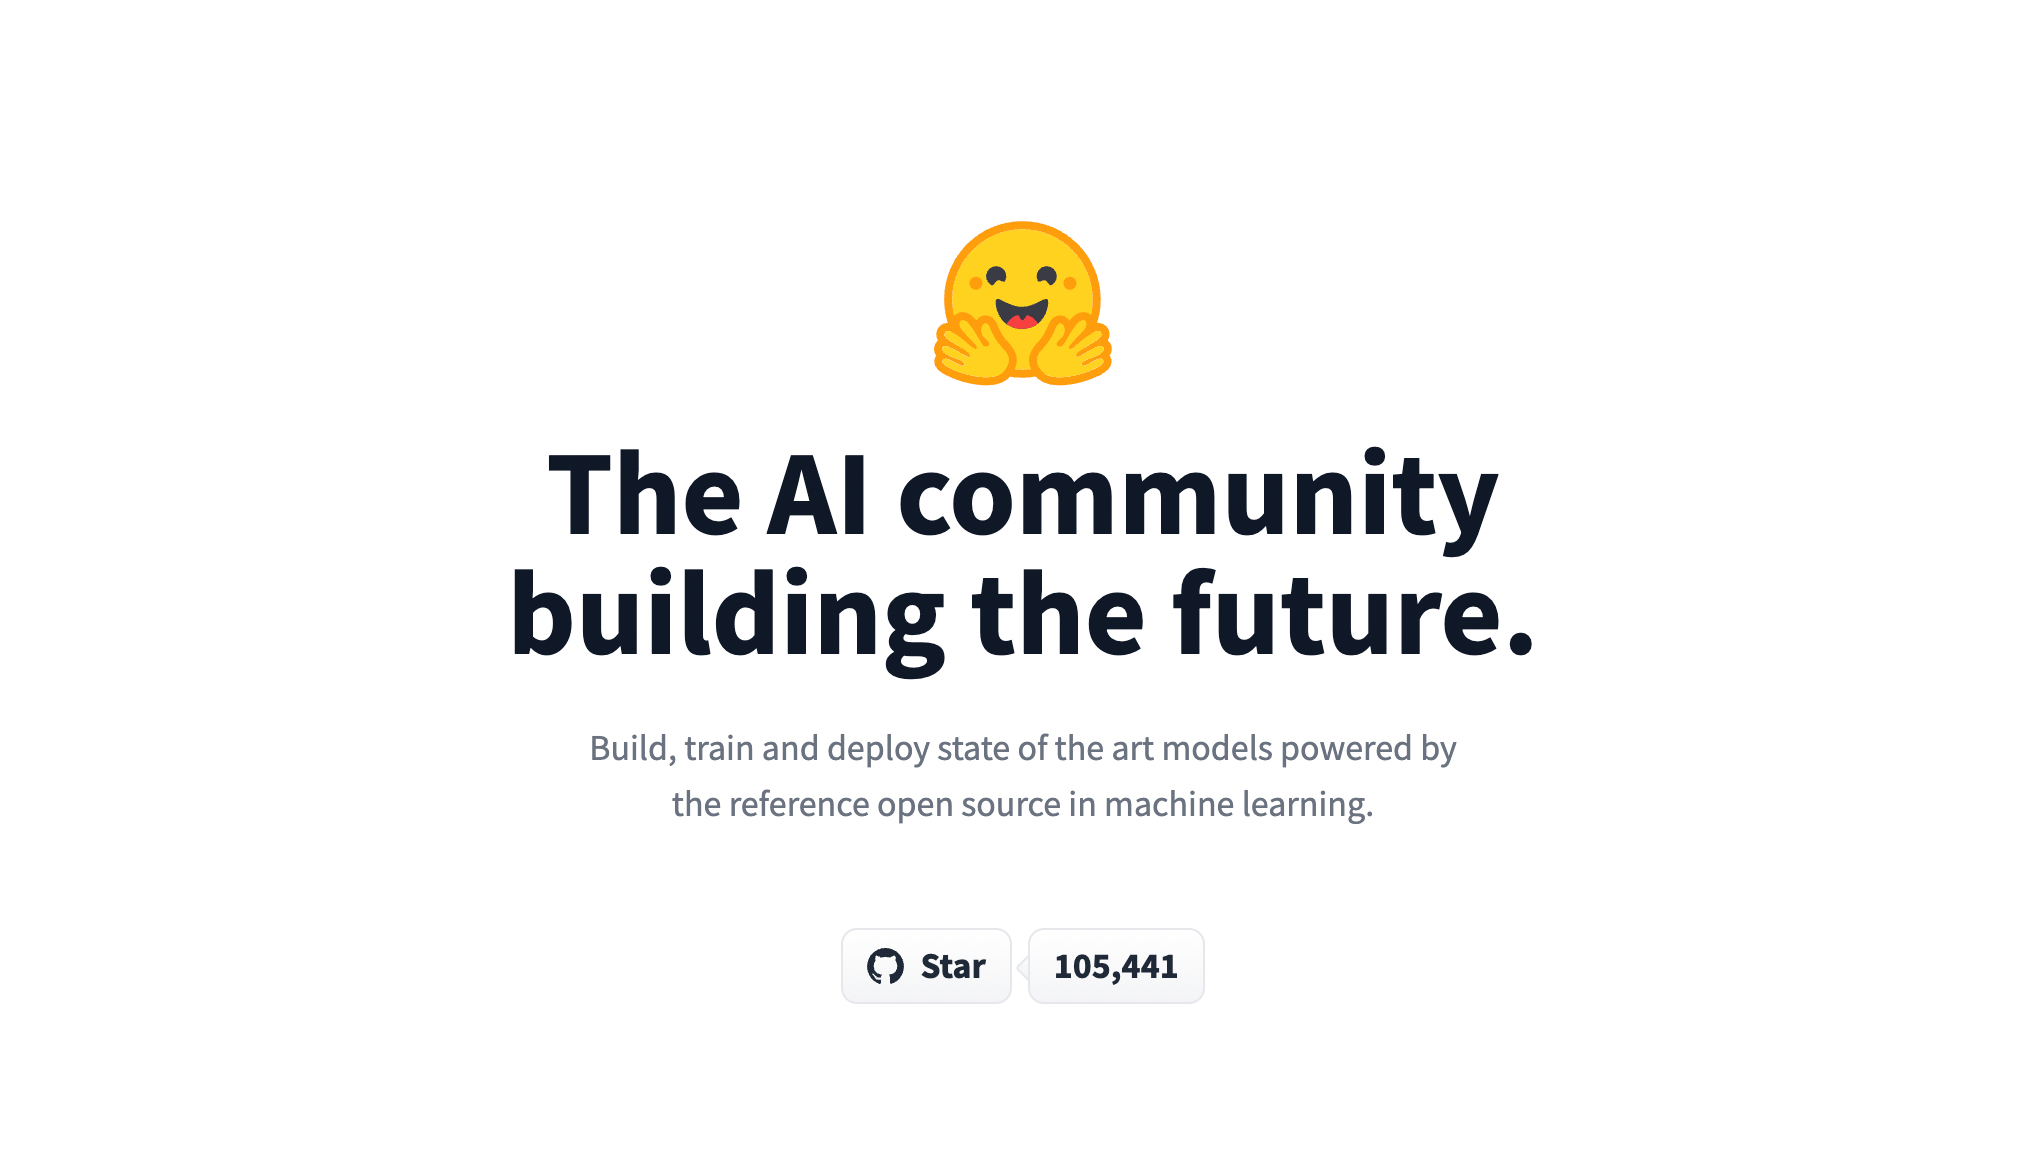 The AI community
building the future.
Build, train and deploy state of the art models powered by
the reference open source in machine learning.
Star
105,441